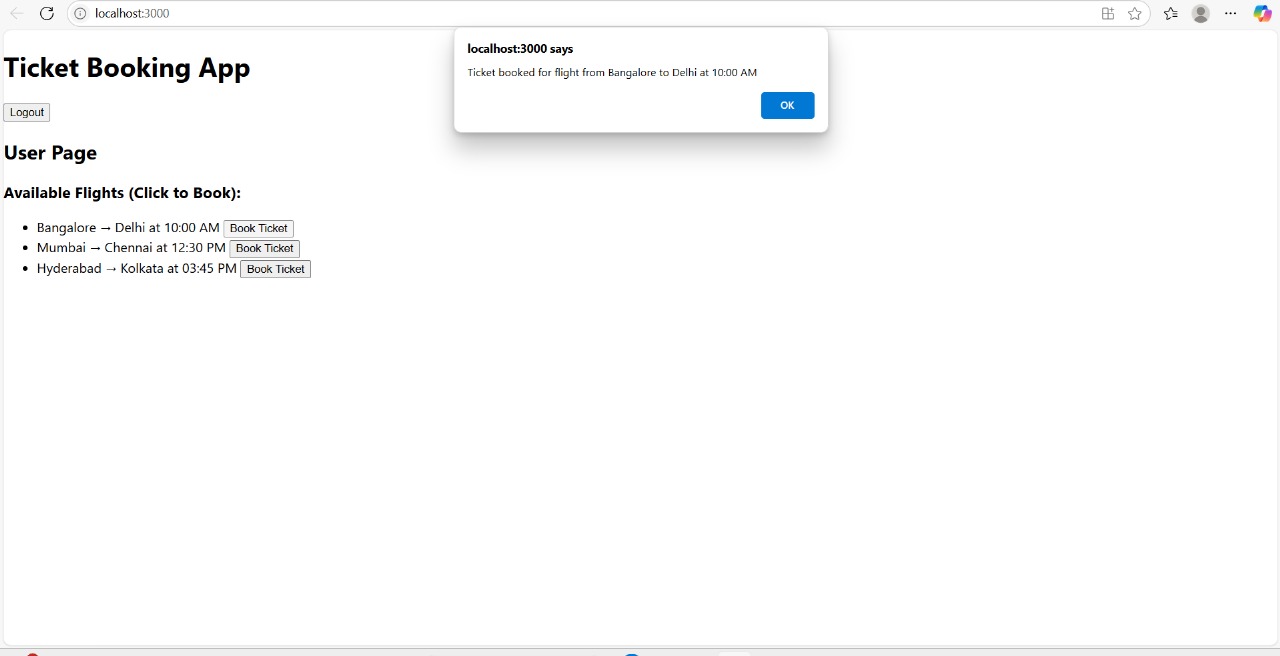 localhost:3000
localhost:3000 says
Ticket booked for flight from Bangalore to Delhi at 10:00 AM
OK
Ticket Booking App
Logout
User Page
Available Flights (Click to Book):
• Bangalore → Delhi at 10:00 AM Book Ticket
• Mumbai → Chennai at 12:30 PM Book Ticket
• Hyderabad → Kolkata at 03:45 PM Book Ticket